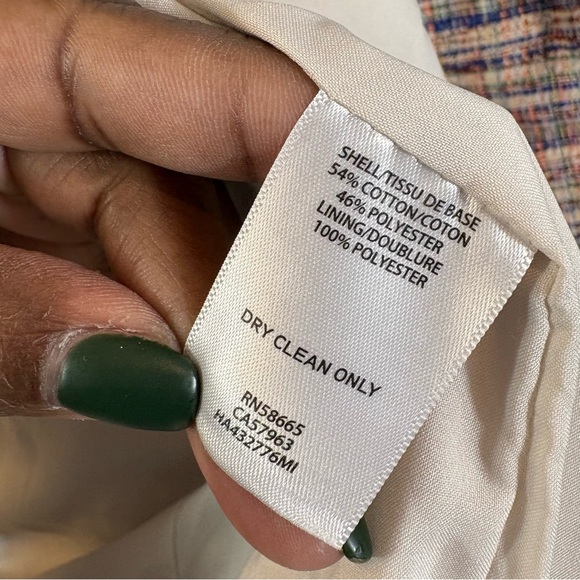 SHELL/TISSU DE BASE
54% COTTON/COTON
46% POLYESTER
LINING/DOUBLURE
100% POLYESTER
DRY CLEAN ONLY
RN58665
CA57963
HA432776MI